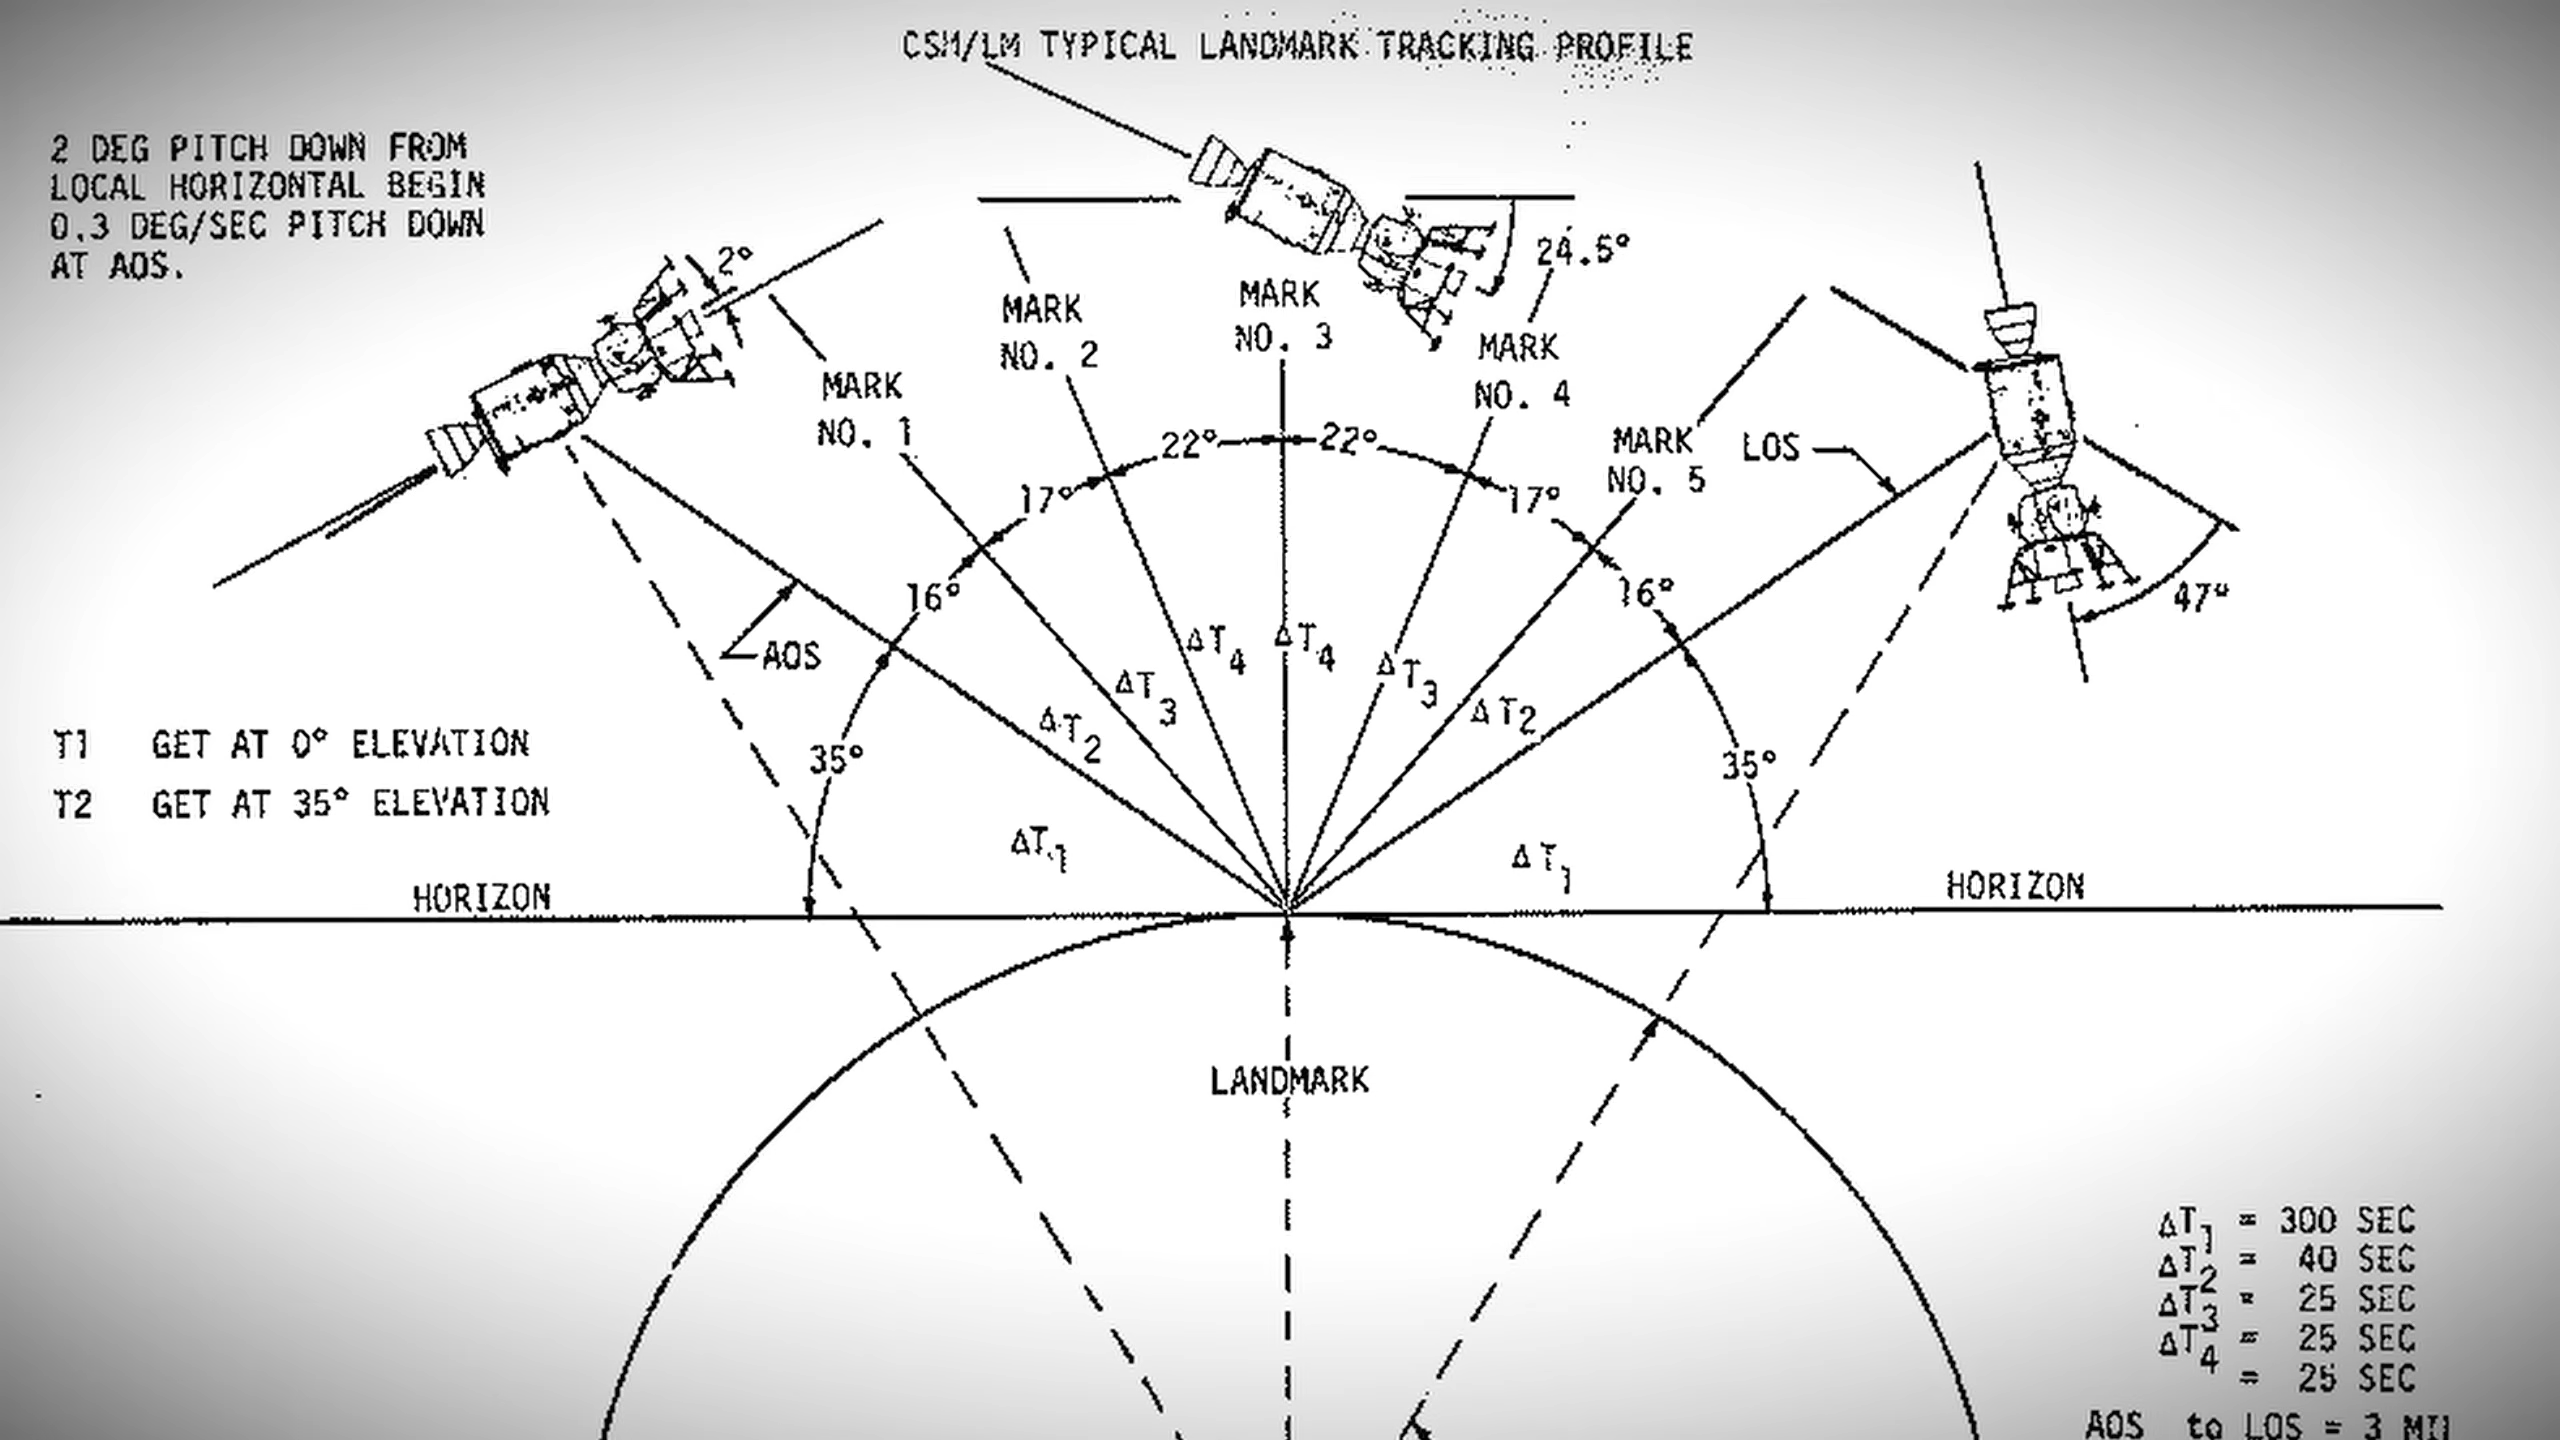 CSM/LM TYPICAL LANDMARK TRACKING PROFILE
2 DEG PITCH DOWN FROM
LOCAL HORIZONTAL BEGIN
0.3 DEG/SEC PITCH DOWN
AT AOS.
2°
24.5°
MARK
NO. 1
MARK
NO. 2
MARK
NO. 3
MARK
NO. 4
MARK
NO. 5
LOS
47°
22°
22°
17°
17°
16°
16°
AOS
35°
35°
ΔT4
ΔT4
ΔT3
ΔT3
ΔT2
ΔT2
ΔT1
ΔT1
T1 GET AT 0° ELEVATION
T2 GET AT 35° ELEVATION
HORIZON
HORIZON
LANDMARK
ΔT1 = 300 SEC
ΔT2 = 40 SEC
ΔT3 = 25 SEC
ΔT4 = 25 SEC
= 25 SEC
AOS to LOS = 3